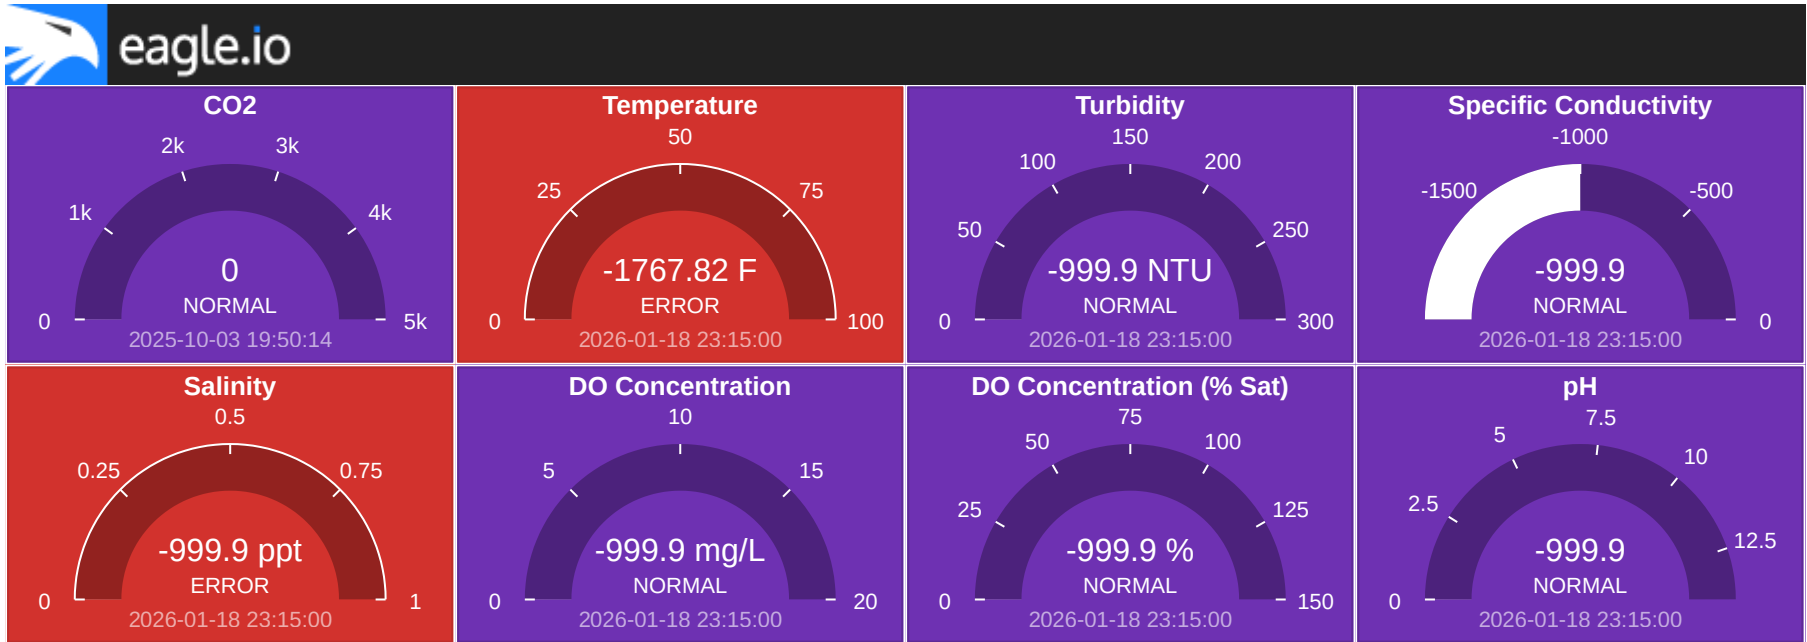 eagle.io
CO2
2k
3k
1k
4k
0
NORMAL
0
5k
2025-10-03 19:50:14
Temperature
50
25
75
-1767.82 F
ERROR
0
100
2026-01-18 23:15:00
Turbidity
150
100
200
50
250
-999.9 NTU
NORMAL
0
300
2026-01-18 23:15:00
Specific Conductivity
-1000
-1500
-500
-999.9
NORMAL
0
2026-01-18 23:15:00
Salinity
0.5
0.25
0.75
-999.9 ppt
ERROR
0
1
2026-01-18 23:15:00
DO Concentration
10
5
15
-999.9 mg/L
NORMAL
0
20
2026-01-18 23:15:00
DO Concentration (% Sat)
75
50
100
25
125
-999.9 %
NORMAL
0
150
2026-01-18 23:15:00
pH
7.5
5
10
2.5
12.5
-999.9
NORMAL
0
2026-01-18 23:15:00